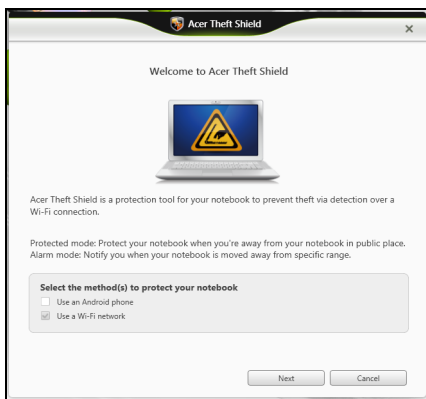 Acer Theft Shield
Welcome to Acer Theft Shield
Acer Theft Shield is a protection tool for your notebook to prevent theft via detection over a
Wi-Fi connection.
Protected mode: Protect your notebook when you're away from your notebook in public place.
Alarm mode: Notify you when your notebook is moved away from specific range.
Select the method(s) to protect your notebook
Use an Android phone
Use a Wi-Fi network
Next Cancel